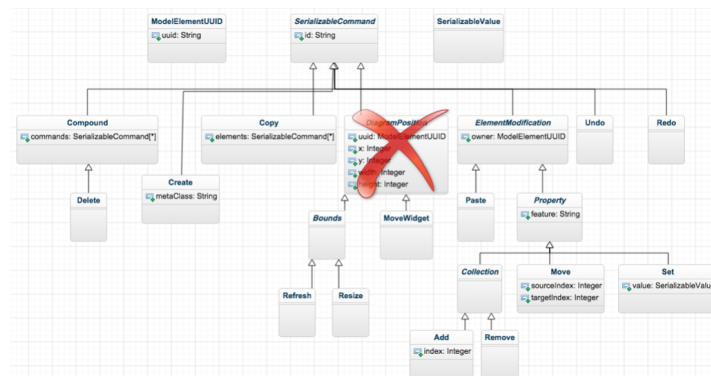 ModelElementUUID
uuid: String
SerializableCommand
id: String
SerializableValue
Compound
commands: SerializableCommand[*]
Copy
elements: SerializableCommand[*]
DiagramPosition
uuid: ModelElementUUID
x: Integer
y: Integer
width: Integer
height: Integer
ElementModification
owner: ModelElementUUID
Undo
Redo
Delete
Create
metaClass: String
Bounds
MoveWidget
Paste
Property
feature: String
Refresh
Resize
Collection
Move
sourceIndex: Integer
targetIndex: Integer
Set
value: SerializableValu
Add
index: Integer
Remove